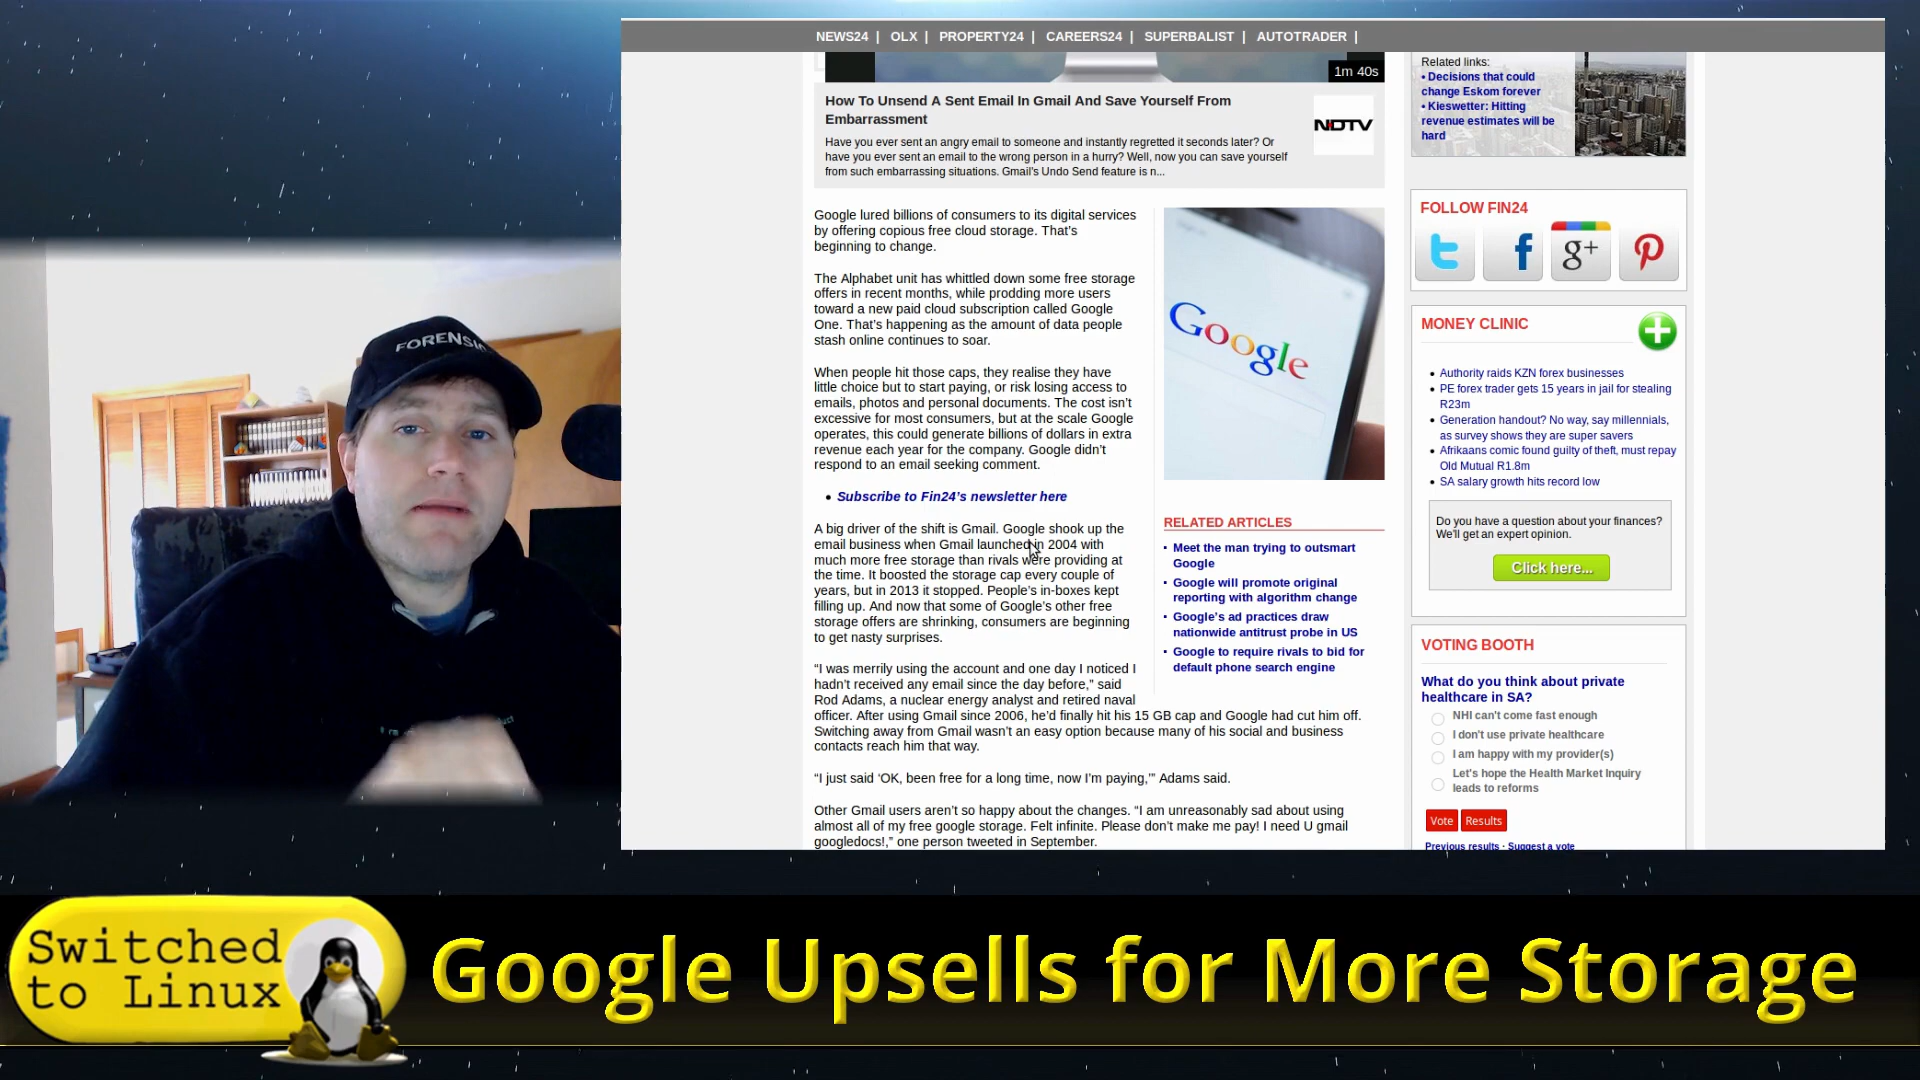 NEWS24 | OLX | PROPERTY24 | CAREERS24 | SUPERBALIST | AUTOTRADER |
1m 40s
How To Unsend A Sent Email In Gmail And Save Yourself From
Embarrassment
NDTV
Have you ever sent an angry email to someone and instantly regretted it seconds later? Or
have you ever sent an email to the wrong person in a hurry? Well, now you can save yourself
from such embarrassing situations. Gmail's Undo Send feature is n...
Google lured billions of consumers to its digital services
by offering copious free cloud storage. That's
beginning to change.
The Alphabet unit has whittled down some free storage
offers in recent months, while prodding more users
toward a new paid cloud subscription called Google
One. That's happening as the amount of data people
stash online continues to soar.
When people hit those caps, they realise they have
little choice but to start paying, or risk losing access to
emails, photos and personal documents. The cost isn't
excessive for most consumers, but at the scale Google
operates, this could generate billions of dollars in extra
revenue each year for the company. Google didn't
respond to an email seeking comment.
• Subscribe to Fin24's newsletter here
A big driver of the shift is Gmail. Google shook up the
email business when Gmail launched in 2004 with
much more free storage than rivals were providing at
the time. It boosted the storage cap every couple of
years, but in 2013 it stopped. People's in-boxes kept
filling up. And now that some of Google's other free
storage offers are shrinking, consumers are beginning
to get nasty surprises.
“I was merrily using the account and one day I noticed I
hadn't received any email since the day before,” said
Rod Adams, a nuclear energy analyst and retired naval
officer. After using Gmail since 2006, he'd finally hit his 15 GB cap and Google had cut him off.
Switching away from Gmail wasn't an easy option because many of his social and business
contacts reach him that way.
“I just said ‘OK, been free for a long time, now I'm paying,’” Adams said.
Other Gmail users aren't so happy about the changes. “I am unreasonably sad about using
almost all of my free google storage. Felt infinite. Please don't make me pay! I need U gmail
googledocs!,” one person tweeted in September.
Google
RELATED ARTICLES
Meet the man trying to outsmart
Google
Google will promote original
reporting with algorithm change
Google's ad practices draw
nationwide antitrust probe in US
Google to require rivals to bid for
default phone search engine
Related links:
• Decisions that could
change Eskom forever
• Kieswetter: Hitting
revenue estimates will be
hard
FOLLOW FIN24
g+
MONEY CLINIC
• Authority raids KZN forex businesses
• PE forex trader gets 15 years in jail for stealing
R23m
• Generation handout? No way, say millennials,
as survey shows they are super savers
• Afrikaans comic found guilty of theft, must repay
Old Mutual R1.8m
• SA salary growth hits record low
Do you have a question about your finances?
We'll get an expert opinion.
Click here...
VOTING BOOTH
What do you think about private
healthcare in SA?
NHI can't come fast enough
I don't use private healthcare
I am happy with my provider(s)
Let's hope the Health Market Inquiry
leads to reforms
Vote Results
Previous results · Suggest a vote
Switched
to Linux
Google Upsells for More Storage